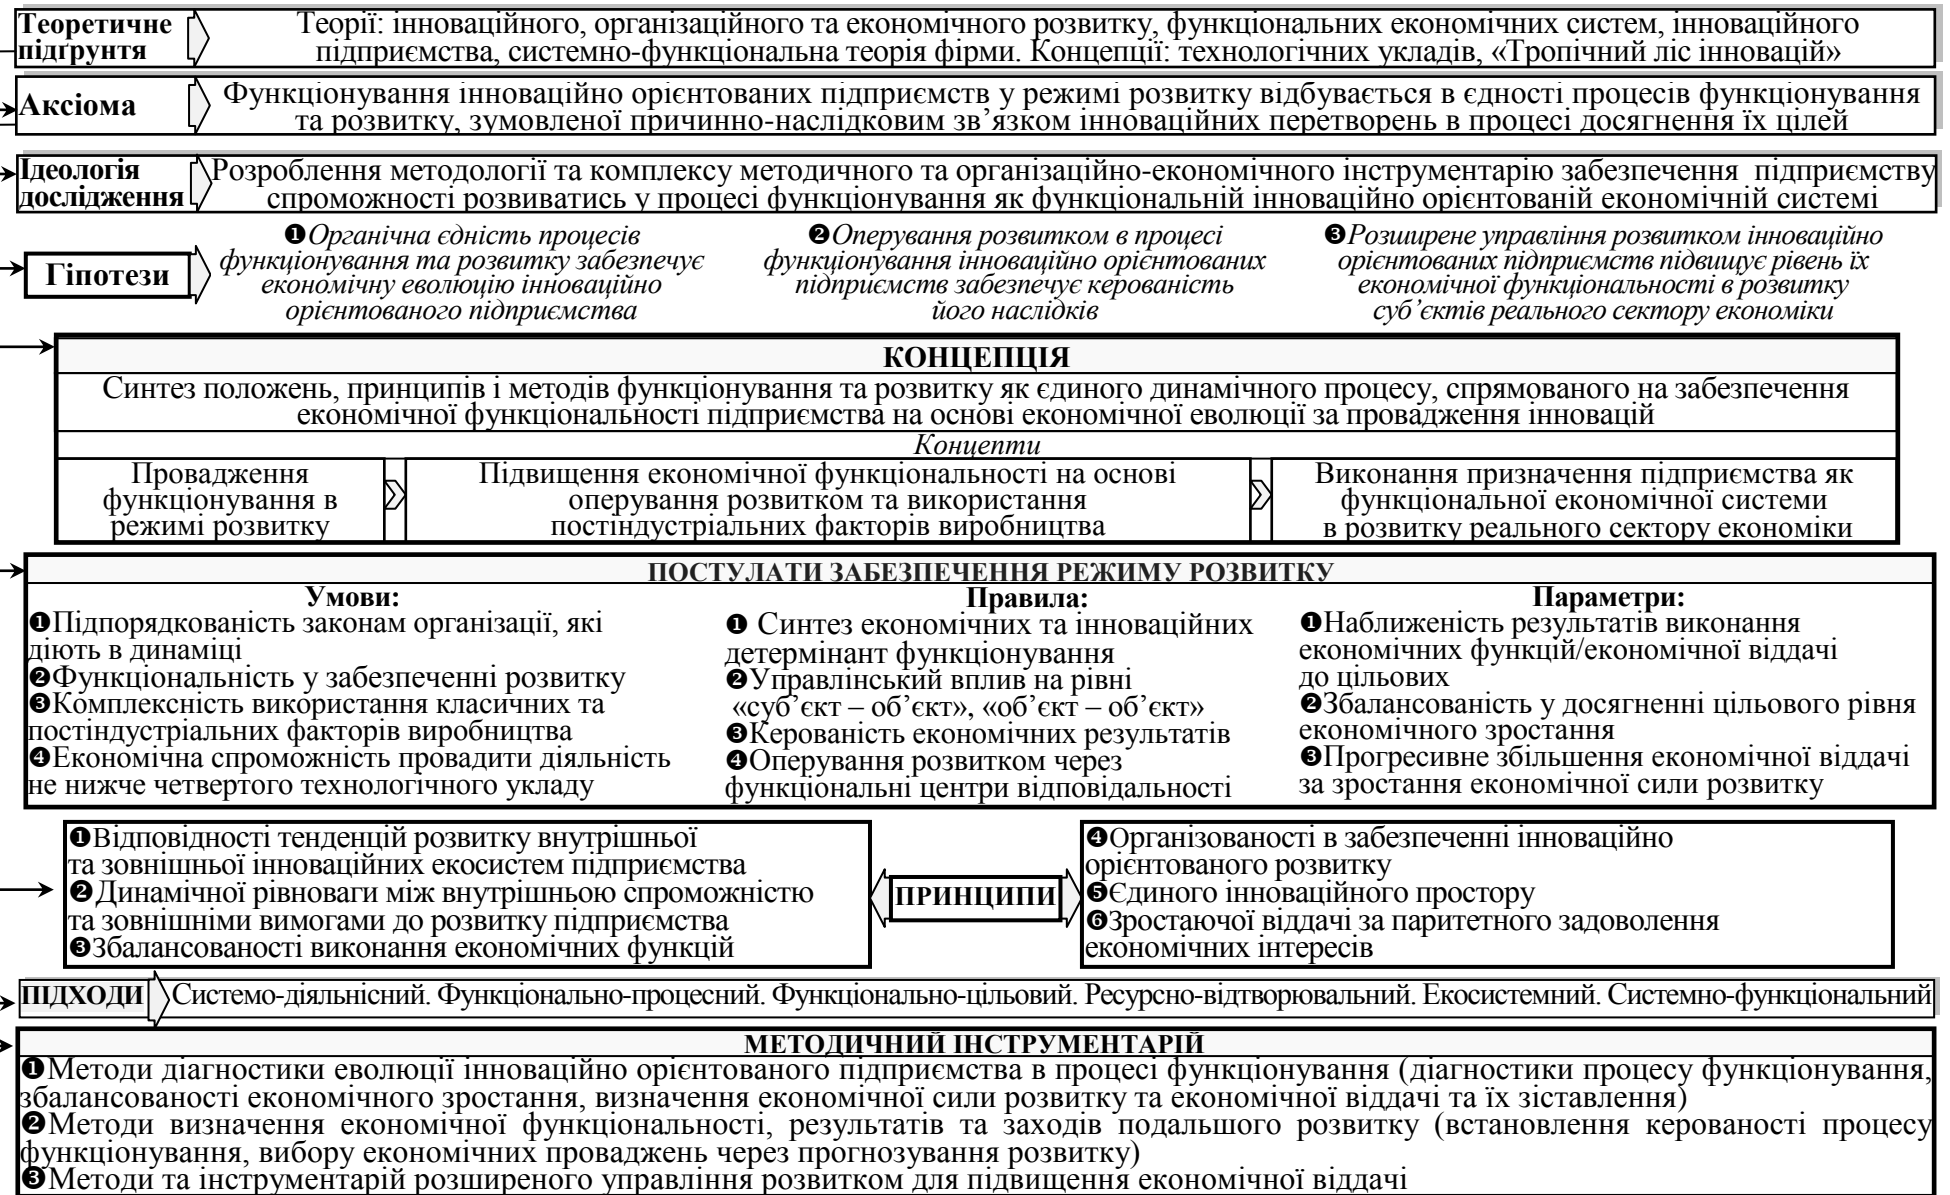 Теоретичне
підґрунтя
Теорії: інноваційного, організаційного та економічного розвитку, функціональних економічних систем, інноваційного
підприємства, системно-функціональна теорія фірми. Концепції: технологічних укладів, «Тропічний ліс інновацій»
Аксіома
Функціонування інноваційно орієнтованих підприємств у режимі розвитку відбувається в єдності процесів функціонування
та розвитку, зумовленої причинно-наслідковим зв’язком інноваційних перетворень в процесі досягнення їх цілей
Ідеологія
дослідження
Розроблення методології та комплексу методичного та організаційно-економічного інструментарію забезпечення підприємству
спроможності розвиватись у процесі функціонування як функціональній інноваційно орієнтованій економічній системі
Гіпотези
❶Органічна єдність процесів
функціонування та розвитку забезпечує
економічну еволюцію інноваційно
орієнтованого підприємства
❷Оперування розвитком в процесі
функціонування інноваційно орієнтованих
підприємств забезпечує керованість
його наслідків
❸Розширене управління розвитком інноваційно
орієнтованих підприємств підвищує рівень їх
економічної функціональності в розвитку
суб’єктів реального сектору економіки
КОНЦЕПЦІЯ
Синтез положень, принципів і методів функціонування та розвитку як єдиного динамічного процесу, спрямованого на забезпечення
економічної функціональності підприємства на основі економічної еволюції за провадження інновацій
Концепти
Провадження
функціонування в
режимі розвитку
Підвищення економічної функціональності на основі
оперування розвитком та використання
постіндустріальних факторів виробництва
Виконання призначення підприємства як
функціональної економічної системи
в розвитку реального сектору економіки
ПОСТУЛАТИ ЗАБЕЗПЕЧЕННЯ РЕЖИМУ РОЗВИТКУ
Умови:
❶Підпорядкованість законам організації, які
діють в динаміці
❷Функціональність у забезпеченні розвитку
❸Комплексність використання класичних та
постіндустріальних факторів виробництва
❹Економічна спроможність провадити діяльність
не нижче четвертого технологічного укладу
Правила:
❶ Синтез економічних та інноваційних
детермінант функціонування
❷Управлінський вплив на рівні
«суб’єкт – об’єкт», «об’єкт – об’єкт»
❸Керованість економічних результатів
❹Оперування розвитком через
функціональні центри відповідальності
Параметри:
❶Наближеність результатів виконання
економічних функцій/економічної віддачі
до цільових
❷Збалансованість у досягненні цільового рівня
економічного зростання
❸Прогресивне збільшення економічної віддачі
за зростання економічної сили розвитку
❶Відповідності тенденцій розвитку внутрішньої
та зовнішньої інноваційних екосистем підприємства
❷Динамічної рівноваги між внутрішньою спроможністю
та зовнішніми вимогами до розвитку підприємства
❸Збалансованості виконання економічних функцій
ПРИНЦИПИ
❹Організованості в забезпеченні інноваційно
орієнтованого розвитку
❺Єдиного інноваційного простору
❻Зростаючої віддачі за паритетного задоволення
економічних інтересів
ПІДХОДИ
Системо-діяльнісний. Функціонально-процесний. Функціонально-цільовий. Ресурсно-відтворювальний. Екосистемний. Системно-функціональний
МЕТОДИЧНИЙ ІНСТРУМЕНТАРІЙ
❶Методи діагностики еволюції інноваційно орієнтованого підприємства в процесі функціонування (діагностики процесу функціонування,
збалансованості економічного зростання, визначення економічної сили розвитку та економічної віддачі та їх зіставлення)
❷Методи визначення економічної функціональності, результатів та заходів подальшого розвитку (встановлення керованості процесу
функціонування, вибору економічних проваджень через прогнозування розвитку)
❸Методи та інструментарій розширеного управління розвитком для підвищення економічної віддачі